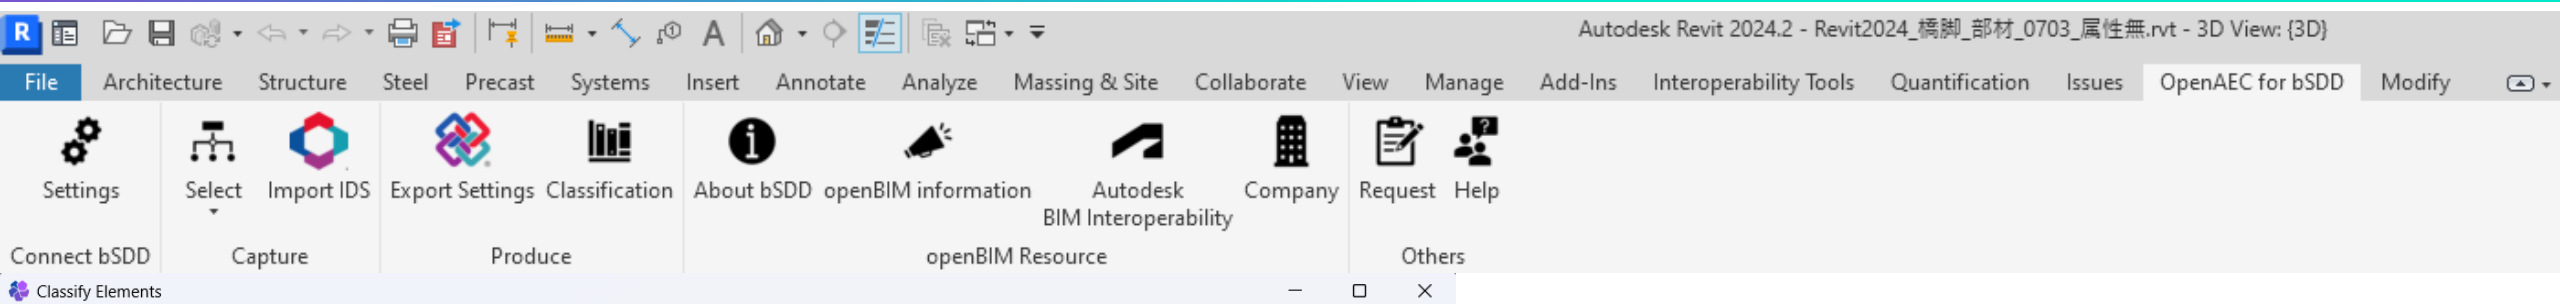 Autodesk Revit 2024.2 - Revit2024_橋脚_部材_0703_属性無.rvt - 3D View: {3D}
File Architecture Structure Steel Precast Systems Insert Annotate Analyze Massing & Site Collaborate View Manage Add-Ins Interoperability Tools Quantification Issues OpenAEC for bSDD Modify
Settings Select Import IDS Export Settings Classification About bSDD openBIM information Autodesk Company Request Help
BIM Interoperability
Connect bSDD Capture Produce openBIM Resource Others
Classify Elements